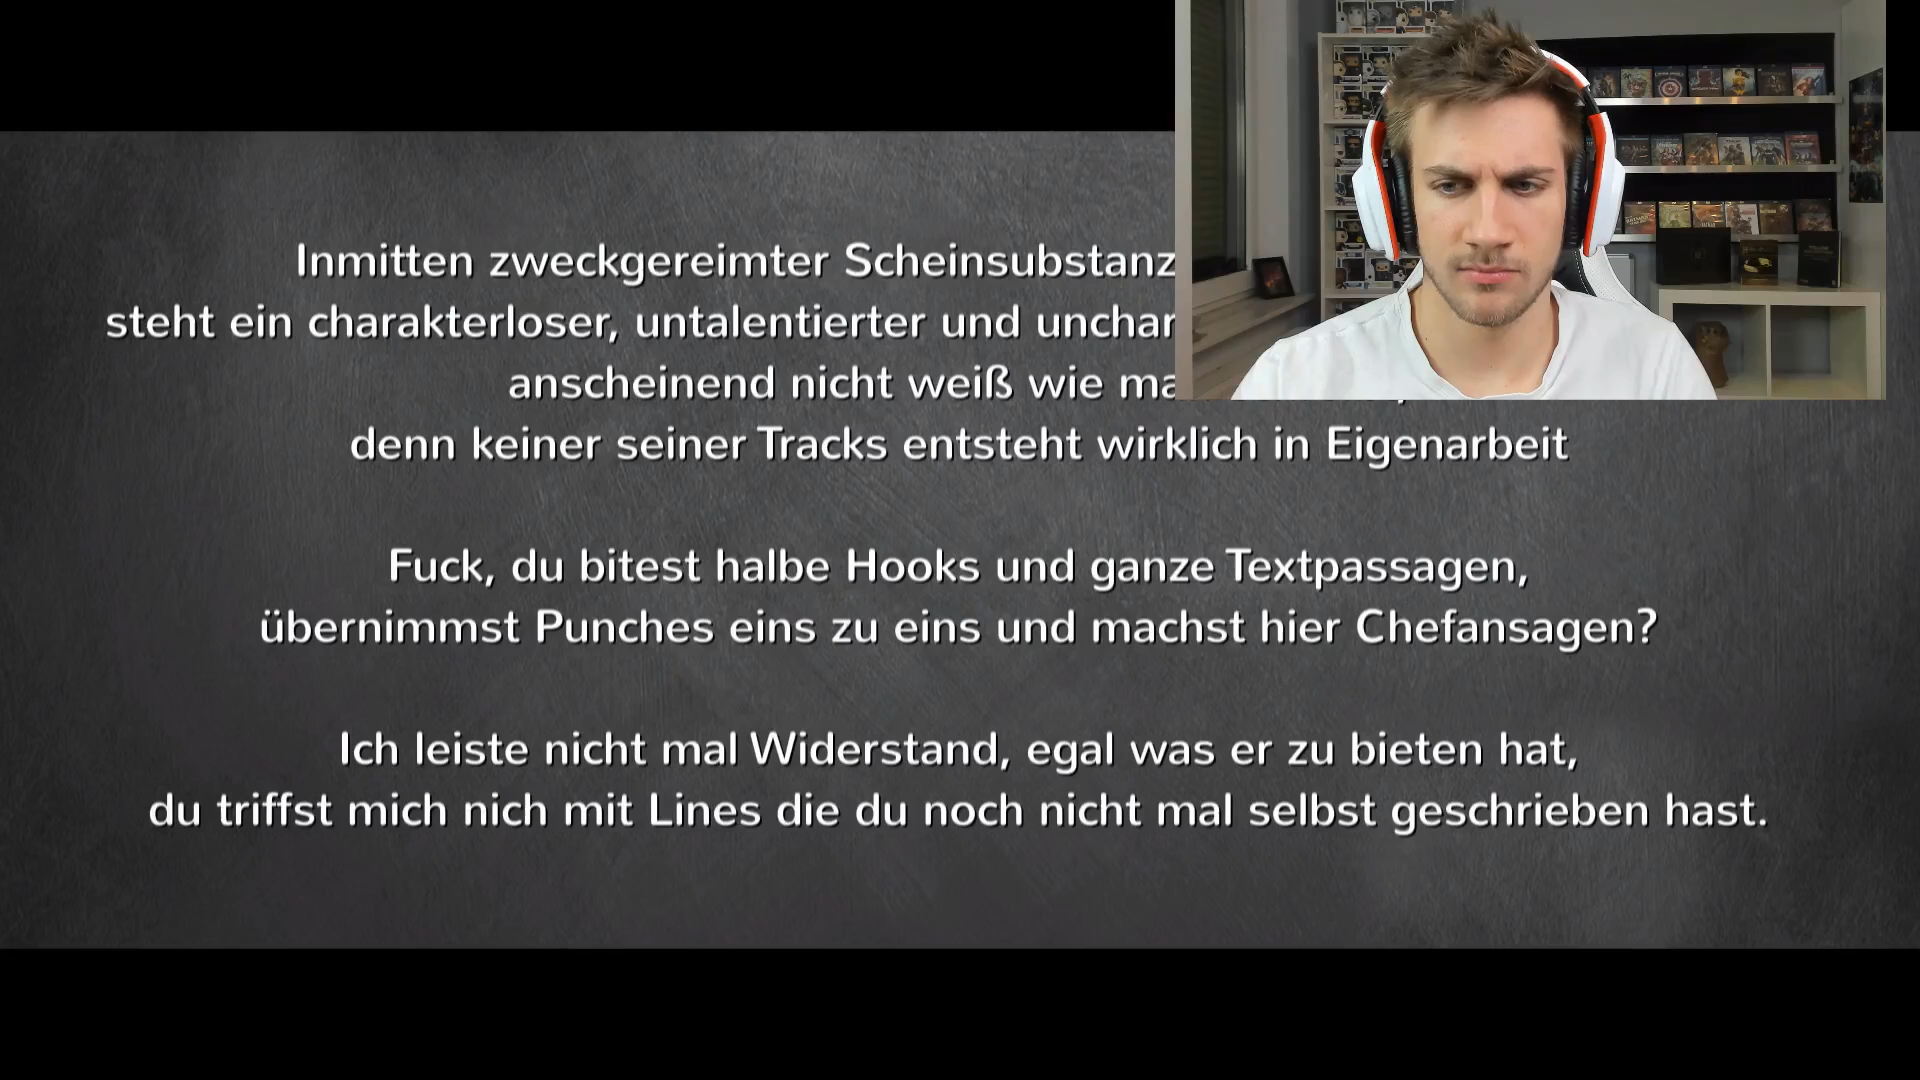 Inmitten zweckgereimter Scheinsubstanz
steht ein charakterloser, untalentierter und
anscheinend nicht weiß wie
denn keiner seiner Tracks entsteht wirklich in Eigenarbeit
Fuck, du bitest halbe Hooks und ganze Textpassagen,
übernimmst Punches eins zu eins und machst hier Chefansagen?
Ich leiste nicht mal Widerstand, egal was er zu bieten hat,
du triffst mich nich mit Lines die du noch nicht mal selbst geschrieben hast.